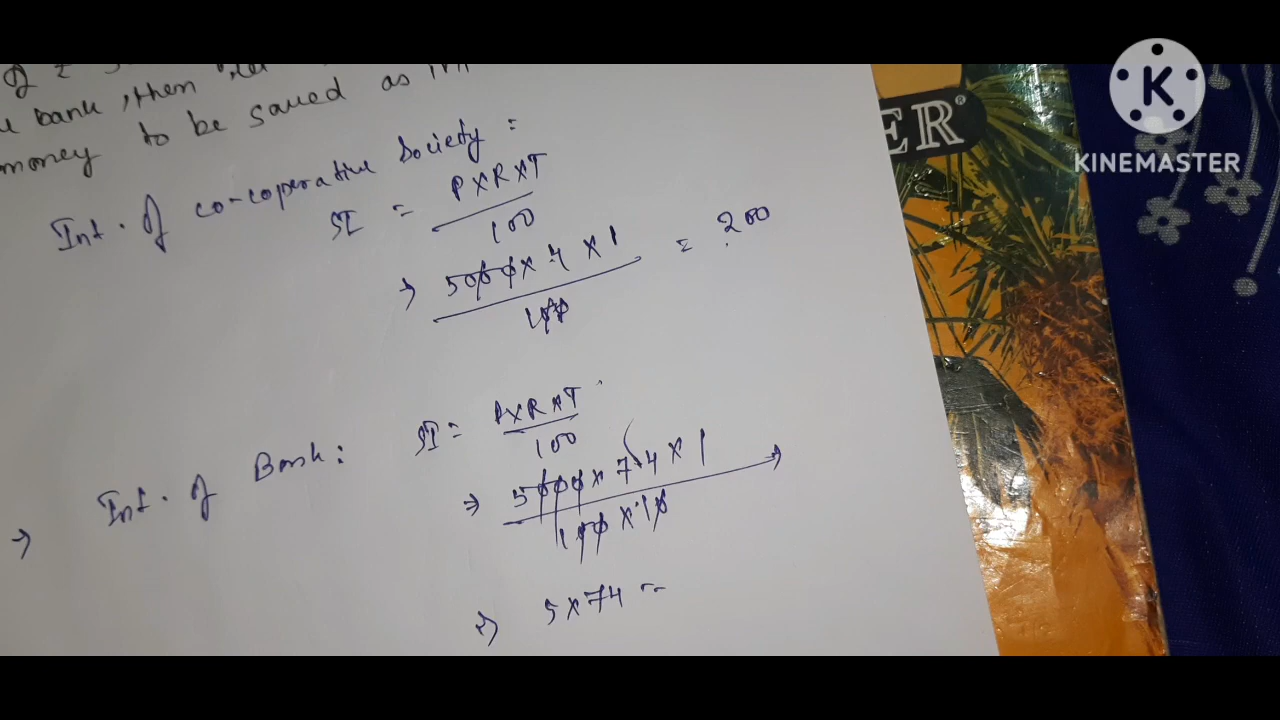 bank, then
money to be saved as
Int. of co-coperative Society =
SI = P X R X T
100
→ 5000 x 4 x 1 = 200
100
→ Int. of Bank: SI = P X R X T
100
⇒ 5000 x 7.4 x 1 →
100 x 10
⇒ 5 x 74 =
ER®
KINEMASTER